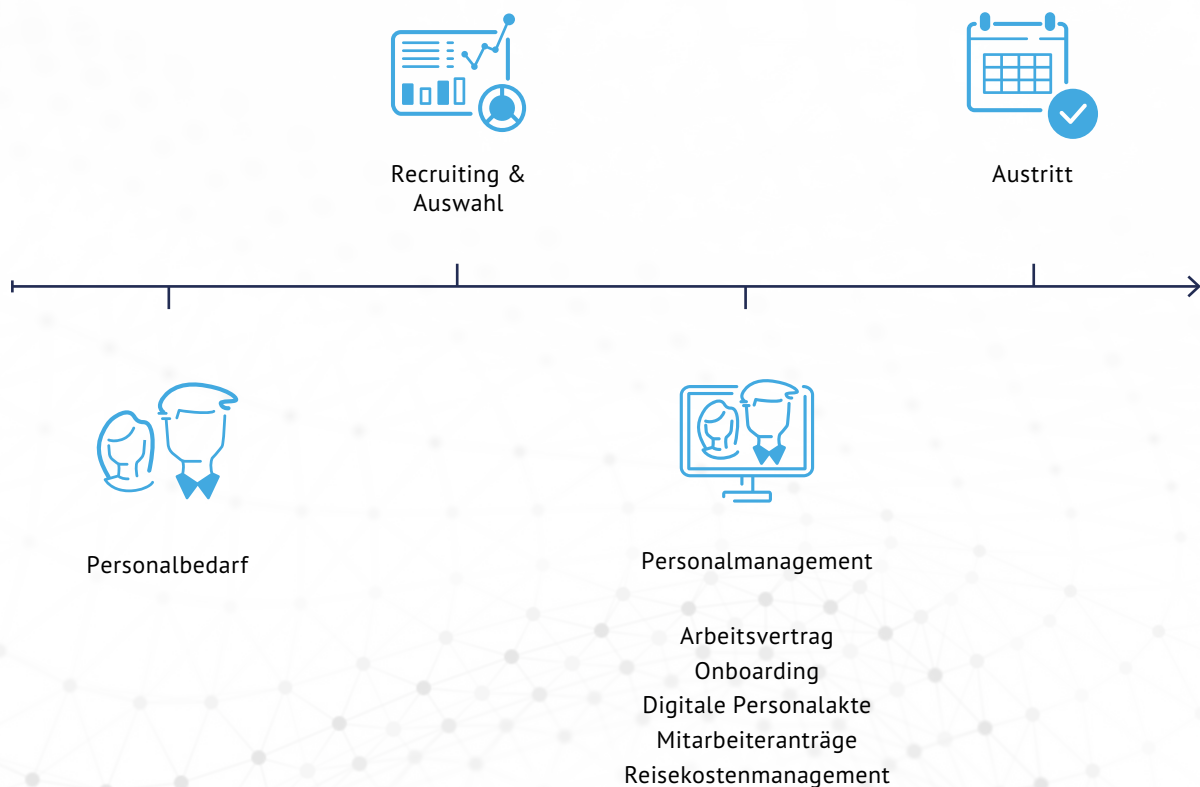 Recruiting &
Auswahl
Austritt
Personalbedarf
Personalmanagement
Arbeitsvertrag
Onboarding
Digitale Personalakte
Mitarbeiteranträge
Reisekostenmanagement